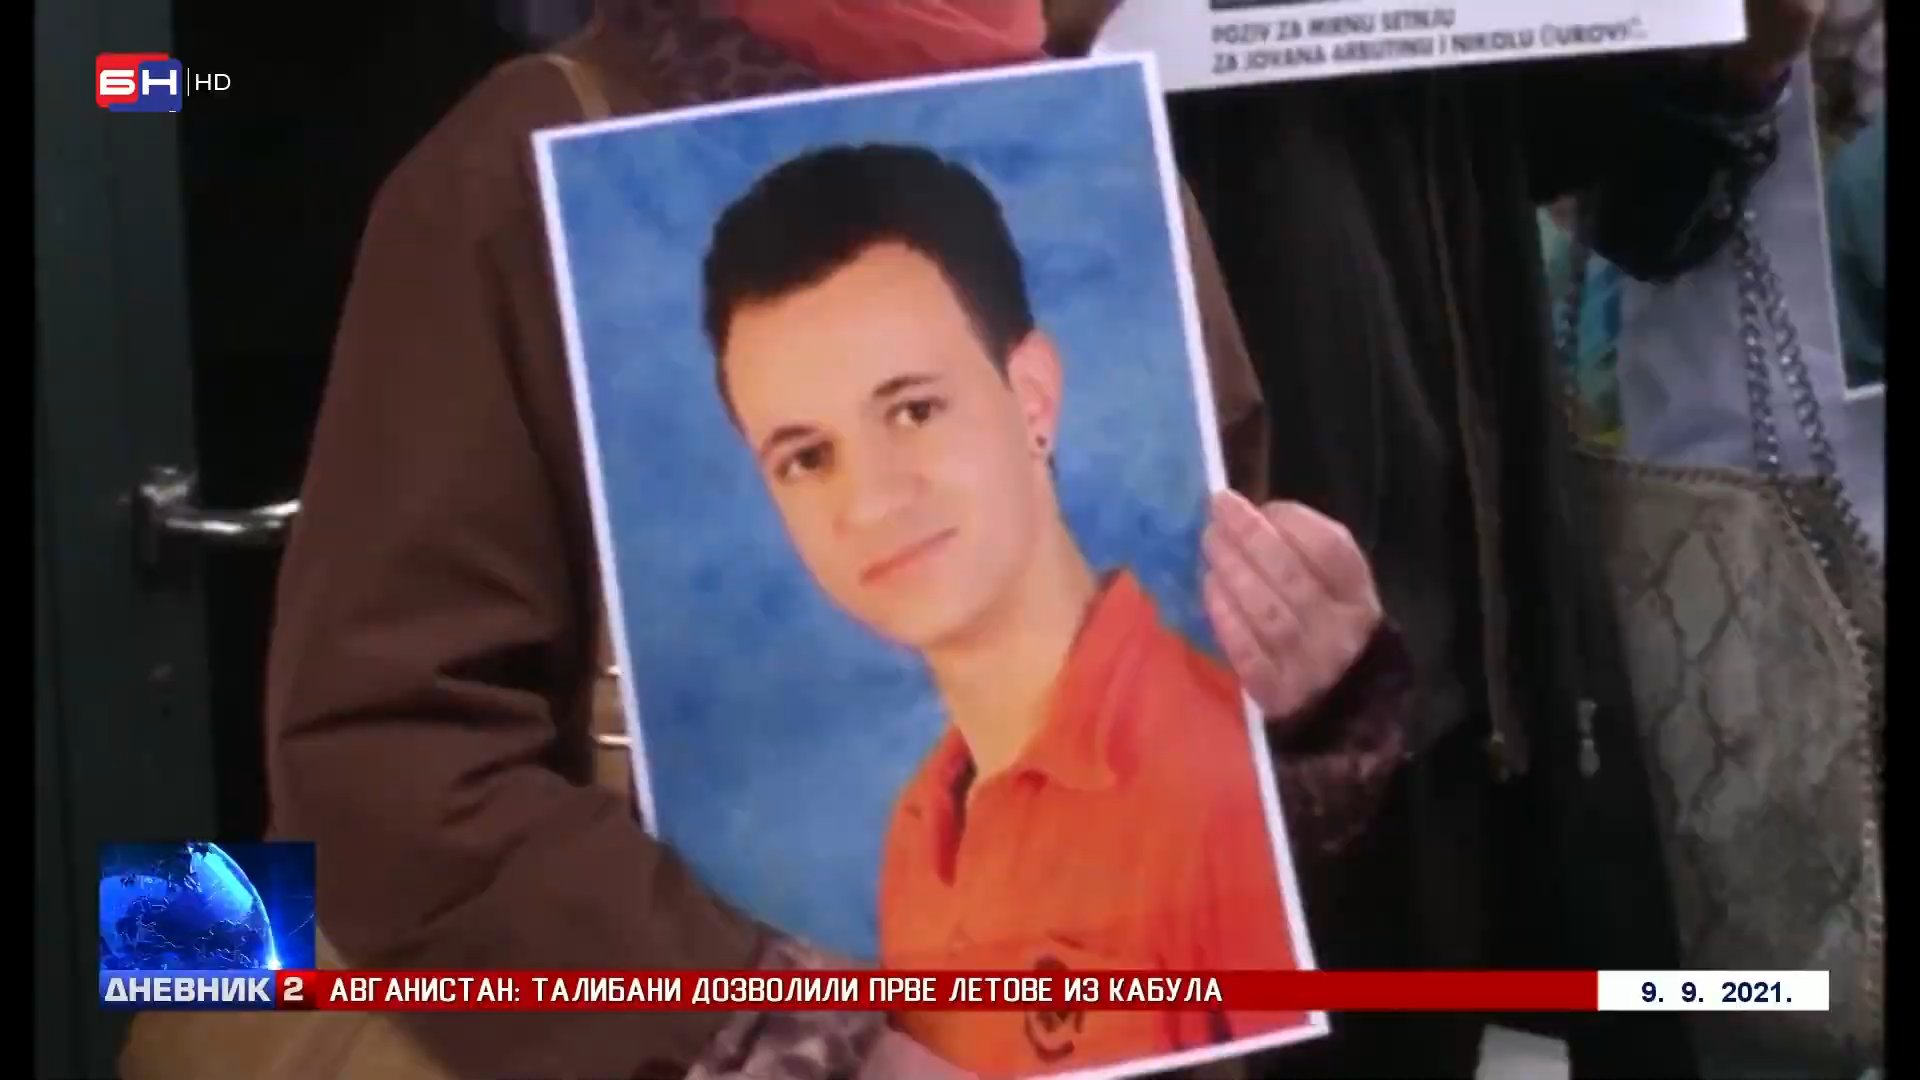 POZIV ZA MIRNU ŠETNJU
ZA JOVANA ARBUTINU I NIKOLU ĐUROVIĆ
БН HD
ДНЕВНИК 2 АВГАНИСТАН: ТАЛИБАНИ ДОЗВОЛИЛИ ПРВЕ ЛЕТОВЕ ИЗ КАБУЛА 9. 9. 2021.